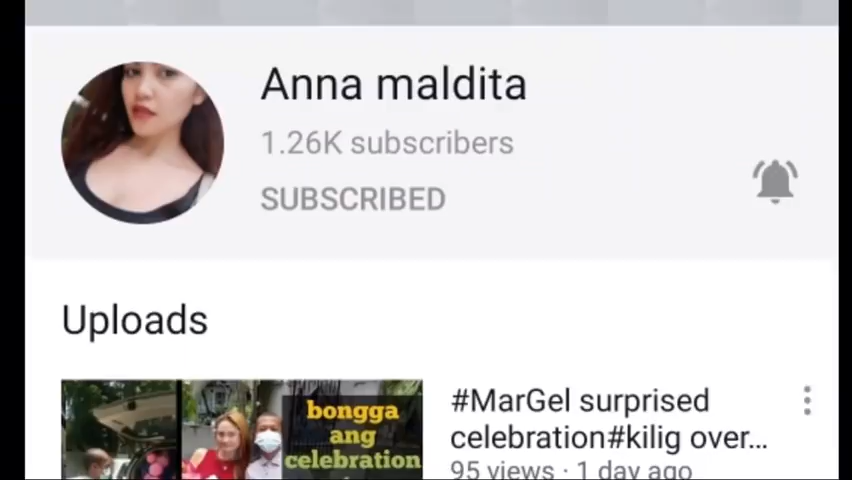 Anna maldita
1.26K subscribers
SUBSCRIBED
Uploads
bongga
ang
celebration
#MarGel surprised
celebration#kilig over...
95 views · 1 day ago